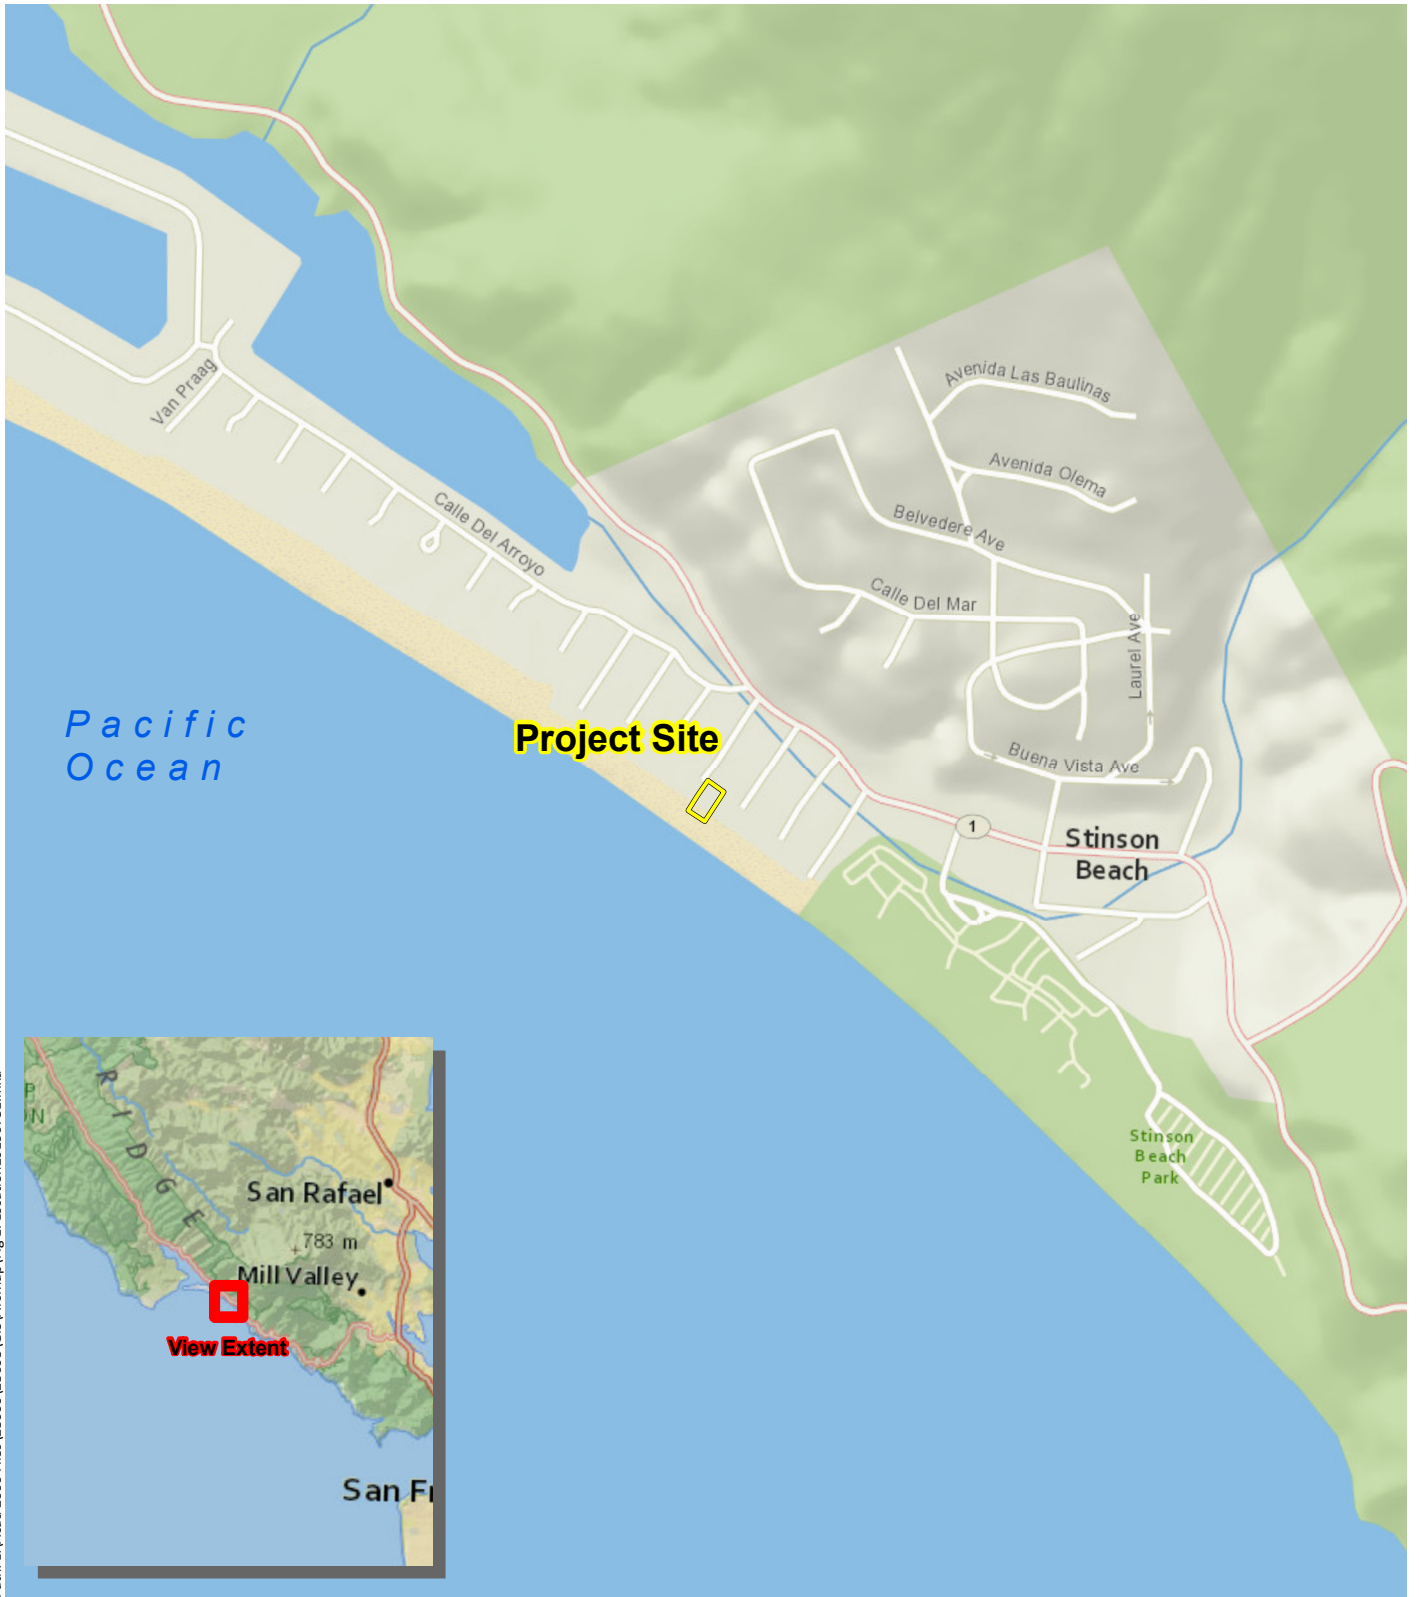 Avenida Las Baulinas
Van Praag
Avenida Olema
Calle Del Arroyo
Belvedere Ave
Calle Del Mar
Laurel Ave
Pacific
Ocean
Project Site
Buena Vista Ave
1
Stinson
Beach
Stinson
Beach
Park
RIDGE
P
N
San Rafael
783 m
Mill Valley
View Extent
San Fr